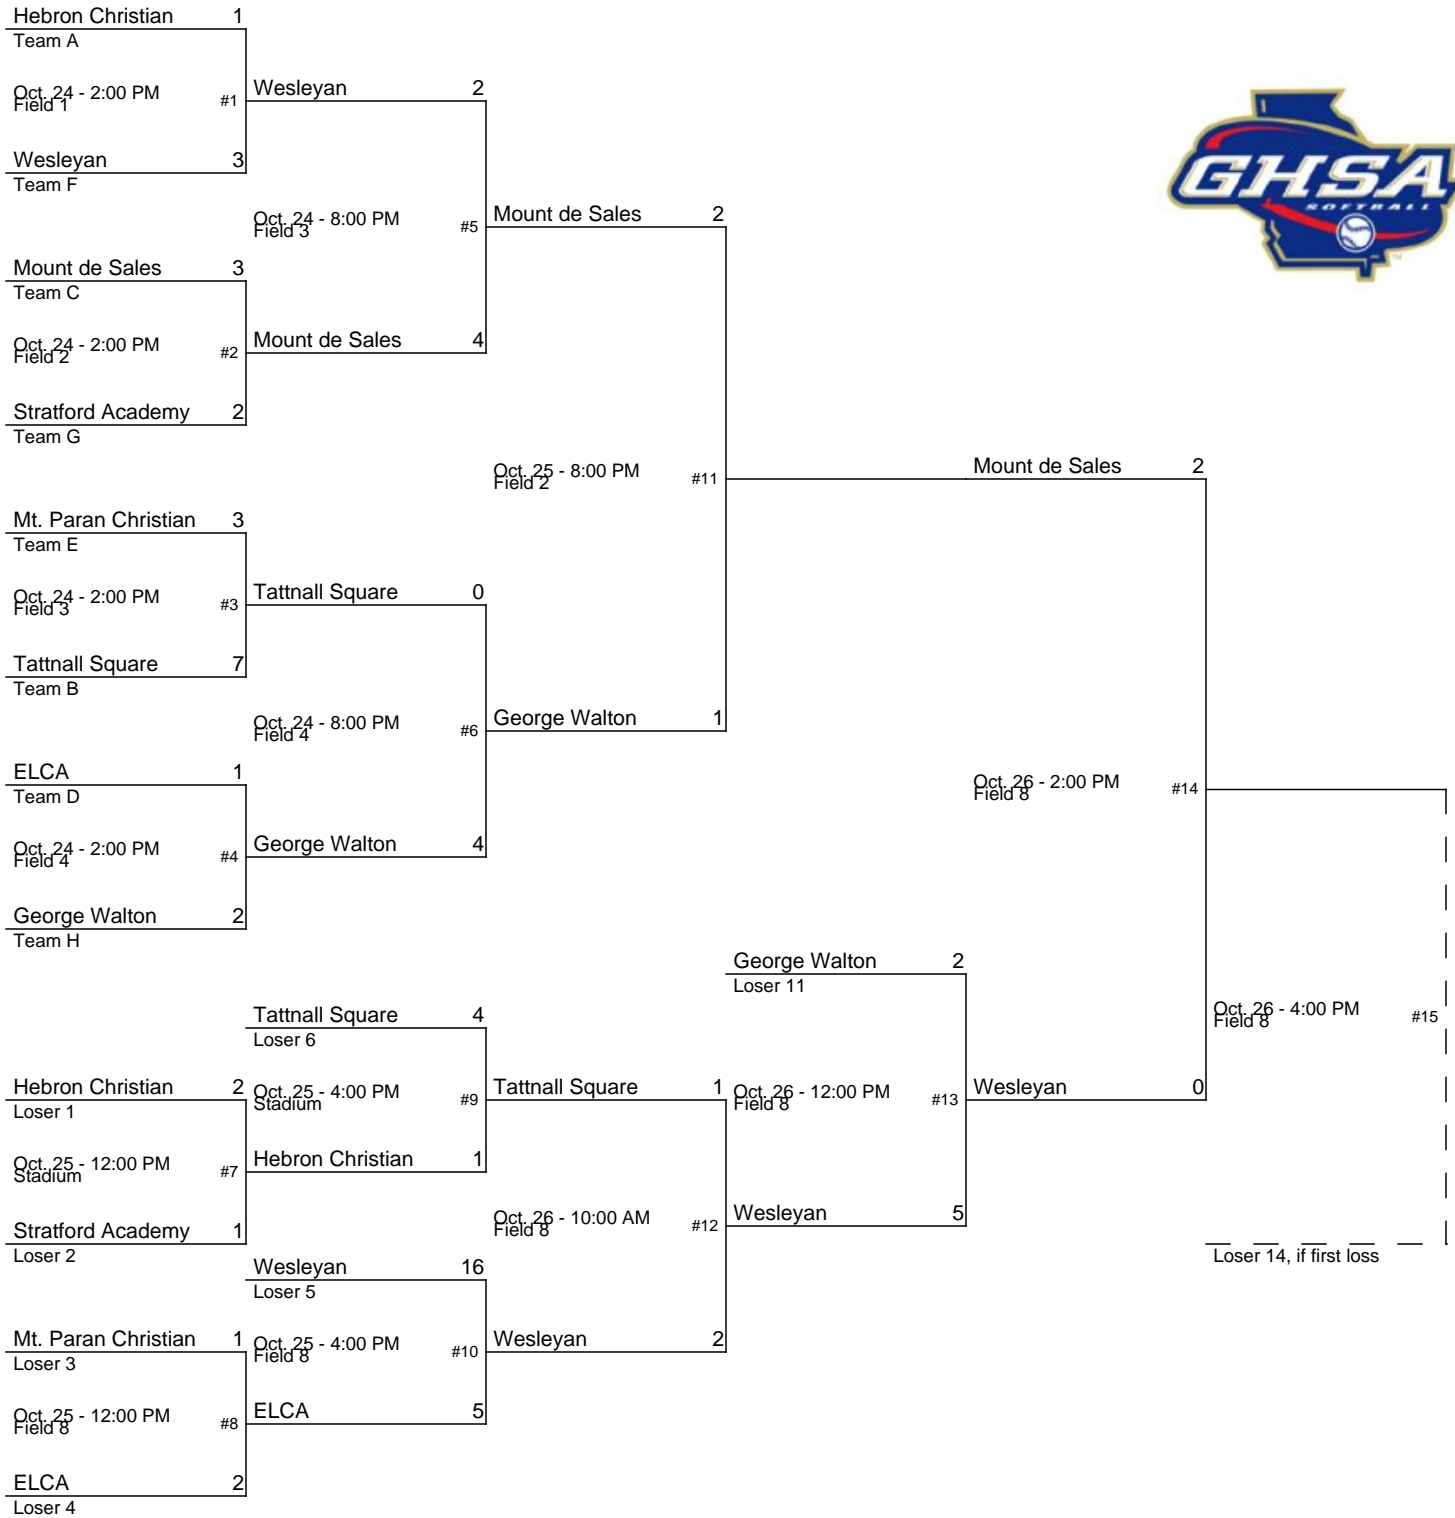 Hebron Christian 1
Team A
Oct. 24 - 2:00 PM
Field 1
#1
Wesleyan 2
Wesleyan 3
Team F
GHSA
SOFTBALL
TM
Oct. 24 - 8:00 PM
Field 3
#5
Mount de Sales 2
Mount de Sales 3
Team C
Oct. 24 - 2:00 PM
Field 2
#2
Mount de Sales 4
Stratford Academy 2
Team G
Oct. 25 - 8:00 PM
Field 2
#11
Mount de Sales 2
Mt. Paran Christian 3
Team E
Oct. 24 - 2:00 PM
Field 3
#3
Tattnall Square 0
Tattnall Square 7
Team B
Oct. 24 - 8:00 PM
Field 4
#6
George Walton 1
ELCA 1
Team D
Oct. 26 - 2:00 PM
Field 8
#14
Oct. 24 - 2:00 PM
Field 4
#4
George Walton 4
George Walton 2
Team H
George Walton 2
Loser 11
Tattnall Square 4
Loser 6
Oct. 26 - 4:00 PM
Field 8
#15
Hebron Christian 2
Loser 1
Oct. 25 - 4:00 PM
Stadium
#9
Tattnall Square 1
Oct. 26 - 12:00 PM
Field 8
#13
Wesleyan 0
Oct. 25 - 12:00 PM
Stadium
#7
Hebron Christian 1
Stratford Academy 1
Loser 2
Oct. 26 - 10:00 AM
Field 8
#12
Wesleyan 5
Loser 14, if first loss
Wesleyan 16
Loser 5
Mt. Paran Christian 1
Loser 3
Oct. 25 - 4:00 PM
Field 8
#10
Wesleyan 2
Oct. 25 - 12:00 PM
Field 8
#8
ELCA 5
ELCA 2
Loser 4